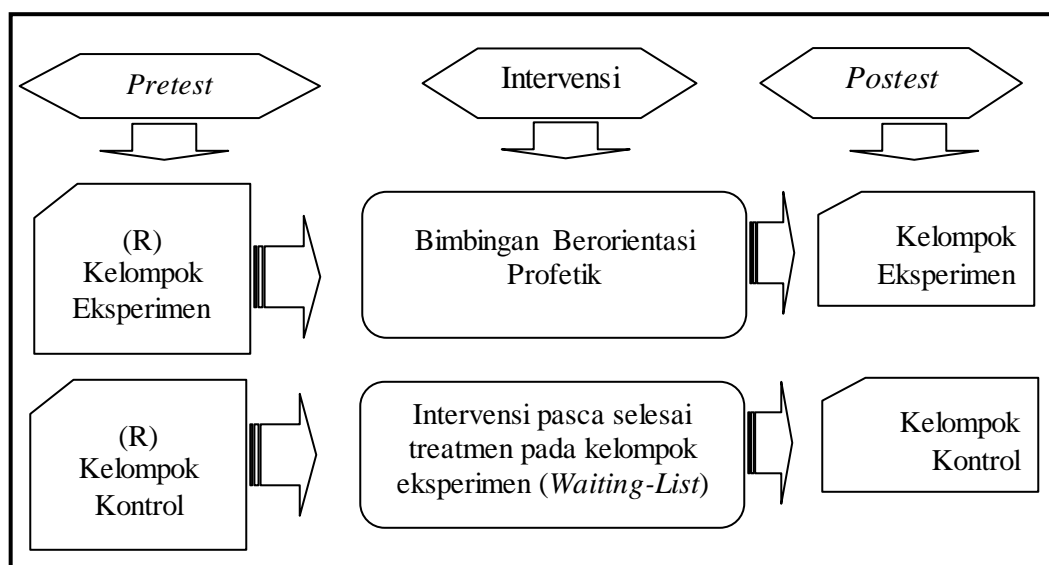 Pretest
Intervensi
Postest
(R)
Kelompok
Eksperimen
Bimbingan Berorientasi
Profetik
Kelompok
Eksperimen
(R)
Kelompok
Kontrol
Intervensi pasca selesai
treatmen pada kelompok
eksperimen (Waiting-List)
Kelompok
Kontrol